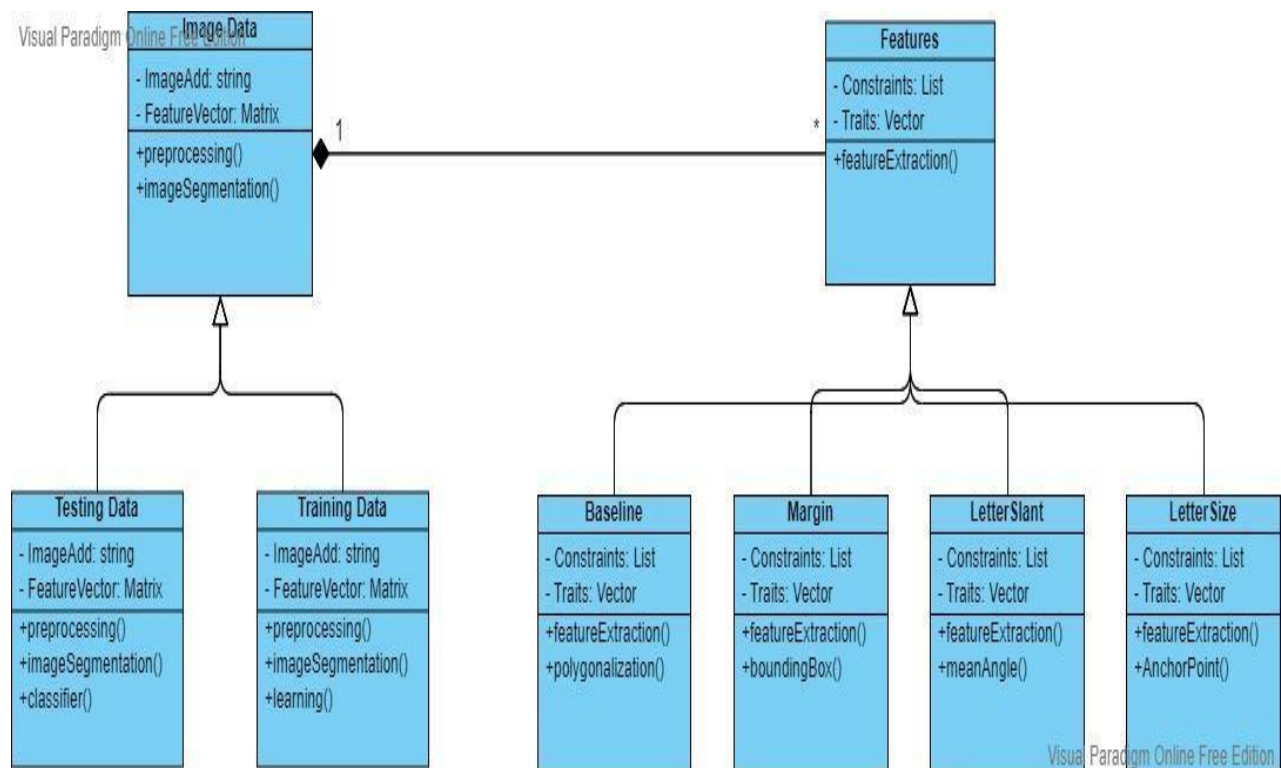 Visual Paradigm Online Free Edition
Image Data
- ImageAdd: string
- FeatureVector: Matrix
+preprocessing()
+imageSegmentation()
1
*
Features
- Constraints: List
- Traits: Vector
+featureExtraction()
Testing Data
- ImageAdd: string
- FeatureVector: Matrix
+preprocessing()
+imageSegmentation()
+classifier()
Training Data
- ImageAdd: string
- FeatureVector: Matrix
+preprocessing()
+imageSegmentation()
+learning()
Baseline
- Constraints: List
- Traits: Vector
+featureExtraction()
+polygonalization()
Margin
- Constraints: List
- Traits: Vector
+featureExtraction()
+boundingBox()
LetterSlant
- Constraints: List
- Traits: Vector
+featureExtraction()
+meanAngle()
LetterSize
- Constraints: List
- Traits: Vector
+featureExtraction()
+AnchorPoint()
Visual Paradigm Online Free Edition